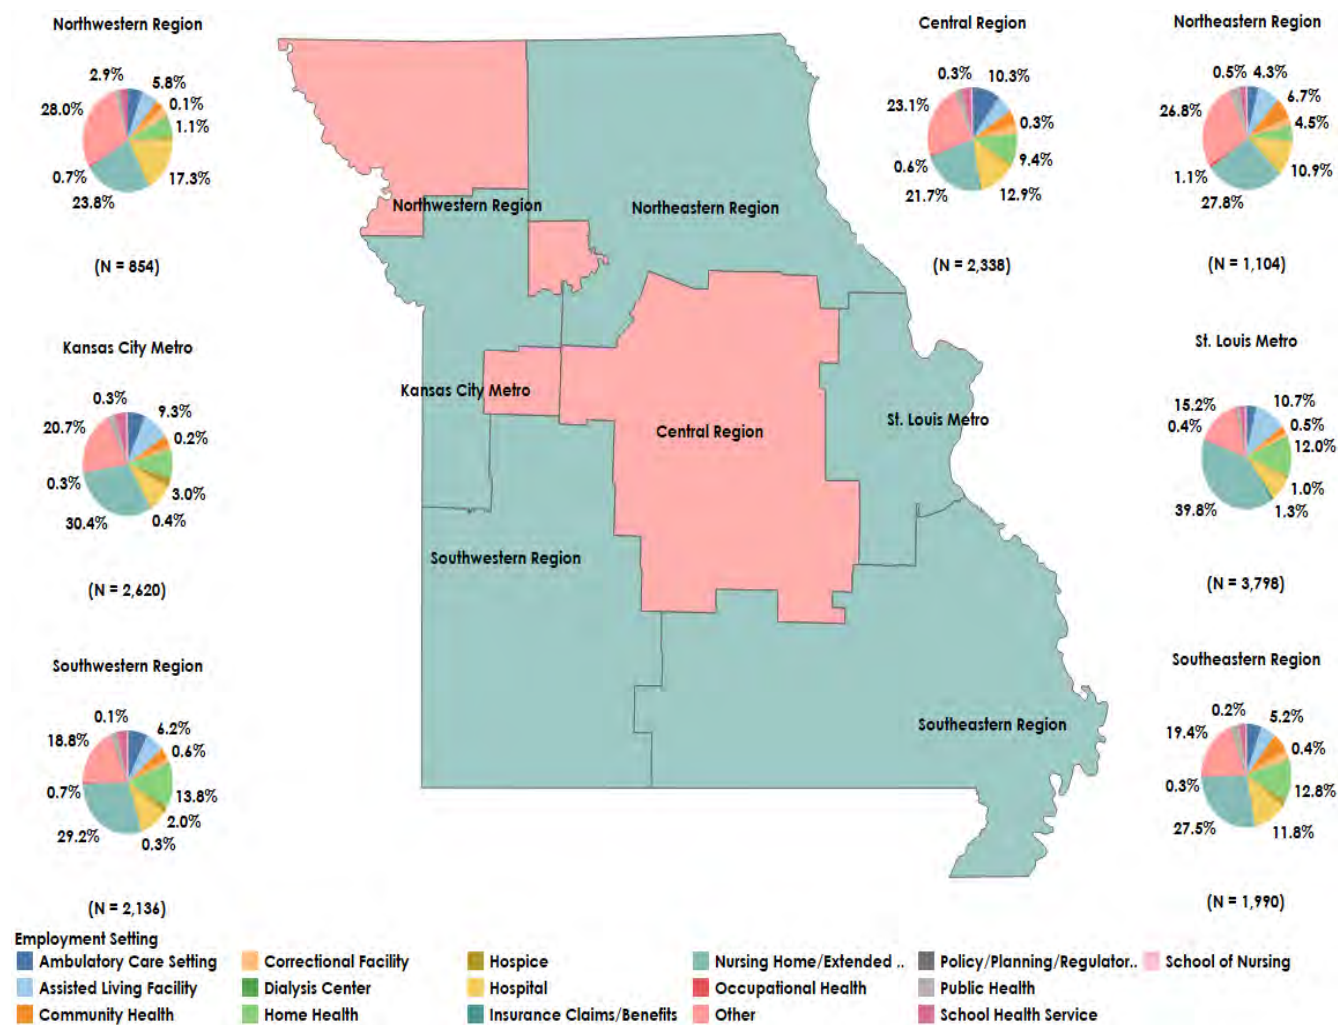 Northwestern Region
2.9%
5.8%
28.0%
0.1%
1.1%
0.7%
17.3%
23.8%
(N = 854)
Kansas City Metro
0.3%
9.3%
20.7%
0.2%
0.3%
3.0%
30.4%
0.4%
(N = 2,620)
Southwestern Region
0.1%
6.2%
18.8%
0.6%
0.7%
13.8%
2.0%
29.2%
0.3%
(N = 2,136)
Northwestern Region
Northeastern Region
Kansas City Metro
Central Region
St. Louis Metro
Southwestern Region
Southeastern Region
Central Region
0.3%
10.3%
23.1%
0.3%
0.6%
9.4%
21.7%
12.9%
(N = 2,338)
Northeastern Region
0.5%
4.3%
6.7%
26.8%
4.5%
1.1%
10.9%
27.8%
(N = 1,104)
St. Louis Metro
15.2%
10.7%
0.4%
0.5%
12.0%
1.0%
39.8%
1.3%
(N = 3,798)
Southeastern Region
0.2%
5.2%
19.4%
0.4%
0.3%
12.8%
27.5%
11.8%
(N = 1,990)
Employment Setting
Ambulatory Care Setting
Assisted Living Facility
Community Health
Correctional Facility
Dialysis Center
Home Health
Hospice
Hospital
Insurance Claims/Benefits
Nursing Home/Extended ..
Occupational Health
Other
Policy/Planning/Regulator..
Public Health
School Health Service
School of Nursing